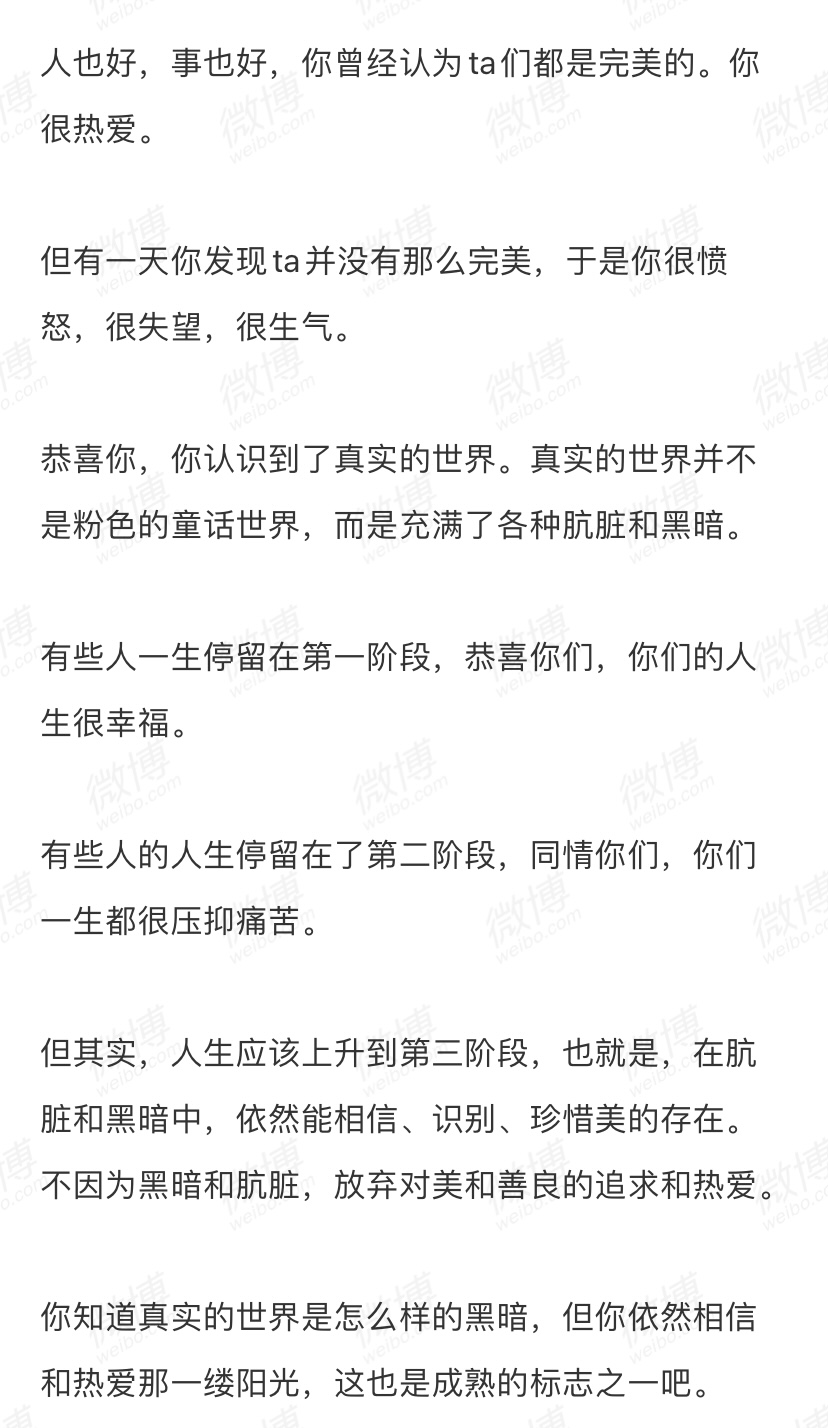 人也好，事也好，你曾经认为ta们都是完美的。你
很热爱。
但有一天你发现ta并没有那么完美，于是你很愤
怒，很失望，很生气。
恭喜你，你认识到了真实的世界。真实的世界并不
是粉色的童话世界，而是充满了各种肮脏和黑暗。
有些人一生停留在第一阶段，恭喜你们，你们的人
生很幸福。
有些人的人生停留在了第二阶段，同情你们，你们
一生都很压抑痛苦。
但其实，人生应该上升到第三阶段，也就是，在肮
脏和黑暗中，依然能相信、识别、珍惜美的存在。
不因为黑暗和肮脏，放弃对美和善良的追求和热爱。
你知道真实的世界是怎么样的黑暗，但你依然相信
和热爱那一缕阳光，这也是成熟的标志之一吧。
微博
weibo.com